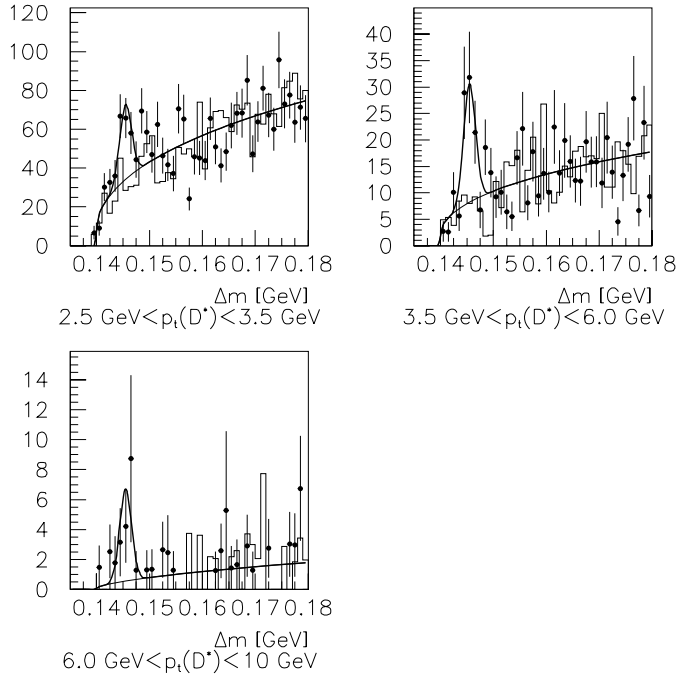 120
100
80
60
40
20
0
0.14 0.15 0.16 0.17 0.18
Δm [GeV]
2.5 GeV<pₜ(D*)<3.5 GeV
40
35
30
25
20
15
10
5
0
0.14 0.15 0.16 0.17 0.18
Δm [GeV]
3.5 GeV<pₜ(D*)<6.0 GeV
14
12
10
8
6
4
2
0
0.14 0.15 0.16 0.17 0.18
Δm [GeV]
6.0 GeV<pₜ(D*)<10 GeV